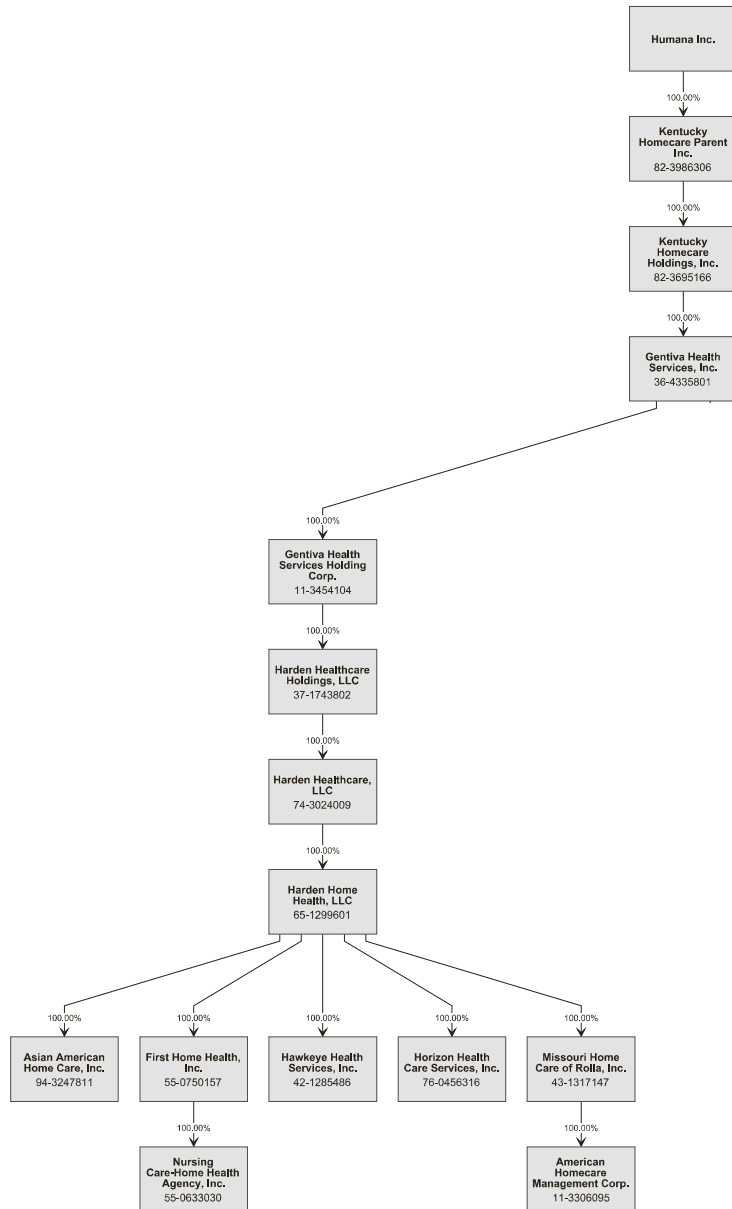 Humana Inc.
100.00%
Kentucky
Homecare Parent
Inc.
82-3986306
100.00%
Kentucky
Homecare
Holdings, Inc.
82-3695166
100.00%
Gentiva Health
Services, Inc.
36-4335801
100.00%
Gentiva Health
Services Holding
Corp.
11-3454104
100.00%
Harden Healthcare
Holdings, LLC
37-1743802
100.00%
Harden Healthcare,
LLC
74-3024009
100.00%
Harden Home
Health, LLC
65-1299601
100.00%
Asian American
Home Care, Inc.
94-3247811
100.00%
First Home Health,
Inc.
55-0750157
100.00%
Hawkeye Health
Services, Inc.
42-1285486
100.00%
Horizon Health
Care Services, Inc.
76-0456316
100.00%
Missouri Home
Care of Rolla, Inc.
43-1317147
100.00%
Nursing
Care-Home Health
Agency, Inc.
55-0633030
100.00%
American
Homecare
Management Corp.
11-3306095